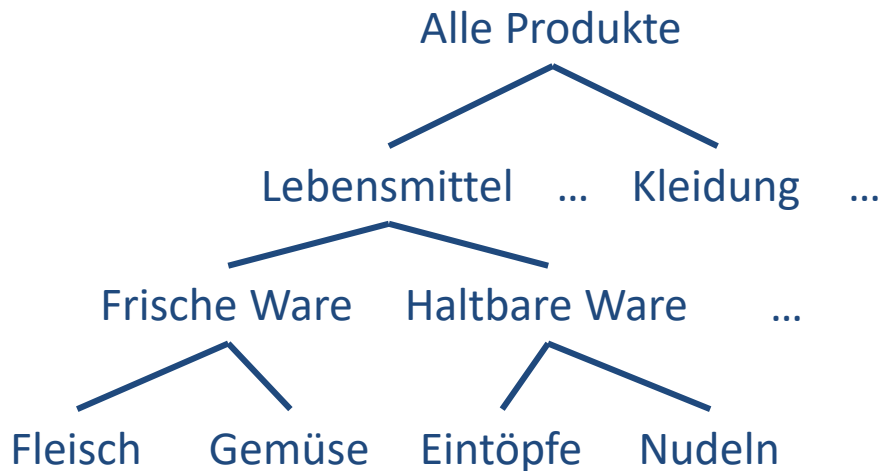 Alle Produkte
Lebensmittel … Kleidung …
Frische Ware Haltbare Ware …
Fleisch Gemüse Eintöpfe Nudeln